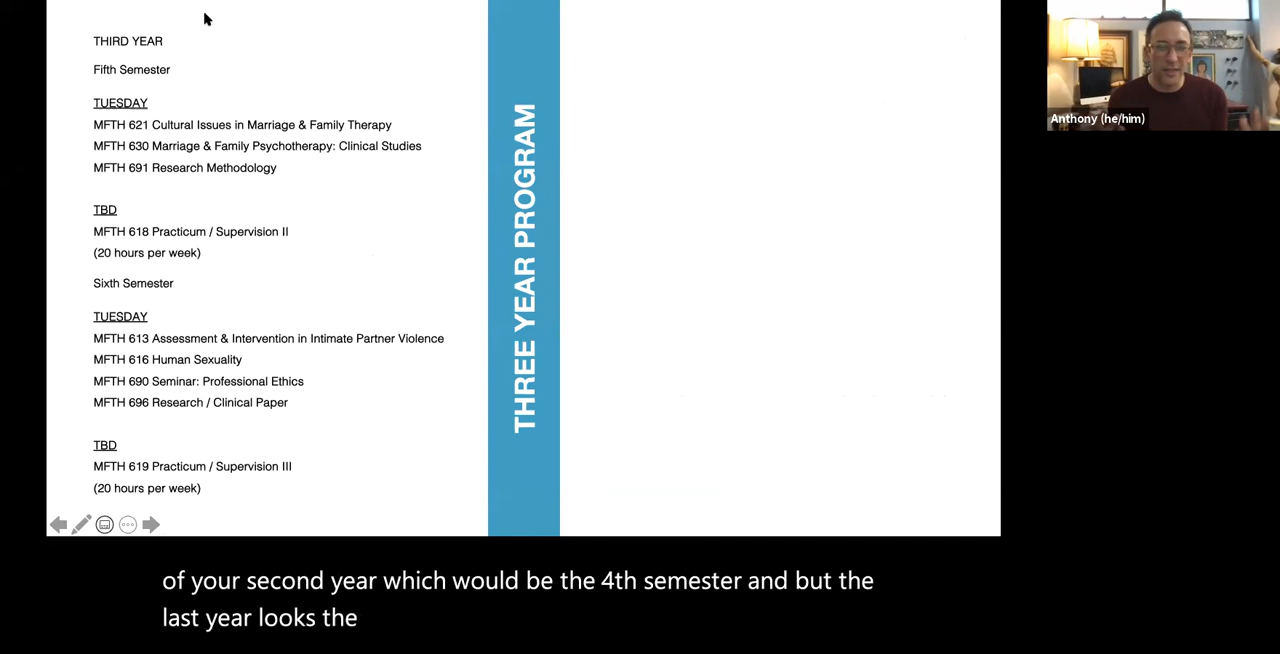 THIRD YEAR
Fifth Semester
TUESDAY
MFTH 621 Cultural Issues in Marriage & Family Therapy
MFTH 630 Marriage & Family Psychotherapy: Clinical Studies
MFTH 691 Research Methodology
TBD
MFTH 618 Practicum / Supervision II
(20 hours per week)
Sixth Semester
TUESDAY
MFTH 613 Assessment & Intervention in Intimate Partner Violence
MFTH 616 Human Sexuality
MFTH 690 Seminar: Professional Ethics
MFTH 696 Research / Clinical Paper
TBD
MFTH 619 Practicum / Supervision III
(20 hours per week)
THREE YEAR PROGRAM
Anthony (he/him)
of your second year which would be the 4th semester and but the
last year looks the